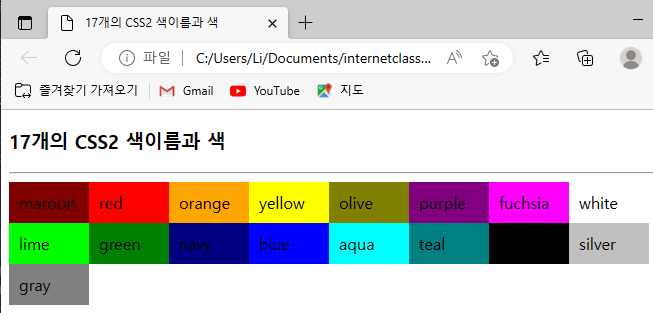 17개의 CSS2 색이름과 색
파일 C:/Users/Li/Documents/internetclass...
즐겨찾기 가져오기 Gmail YouTube 지도
17개의 CSS2 색이름과 색
maroon red orange yellow olive purple fuchsia white
lime green navy blue aqua teal silver
gray